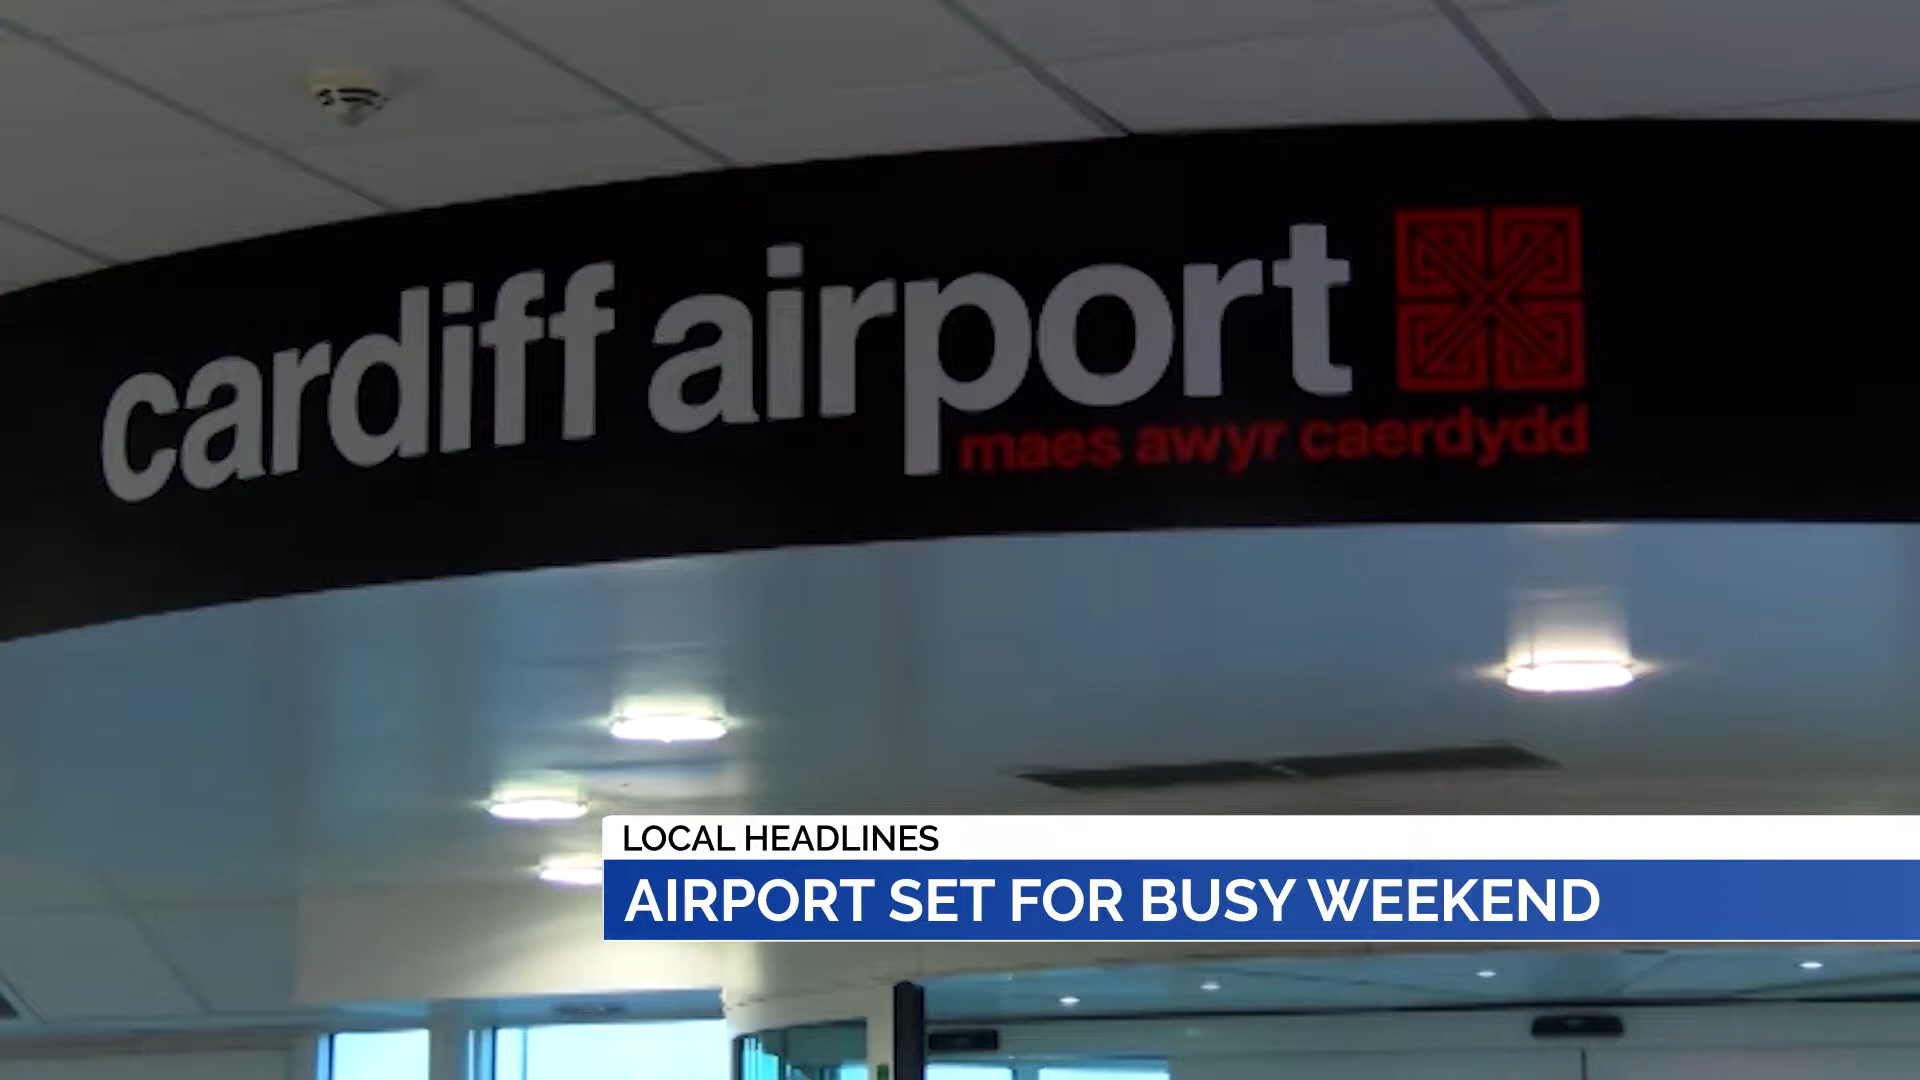 cardiff airport
maes awyr caerdydd
LOCAL HEADLINES
AIRPORT SET FOR BUSY WEEKEND